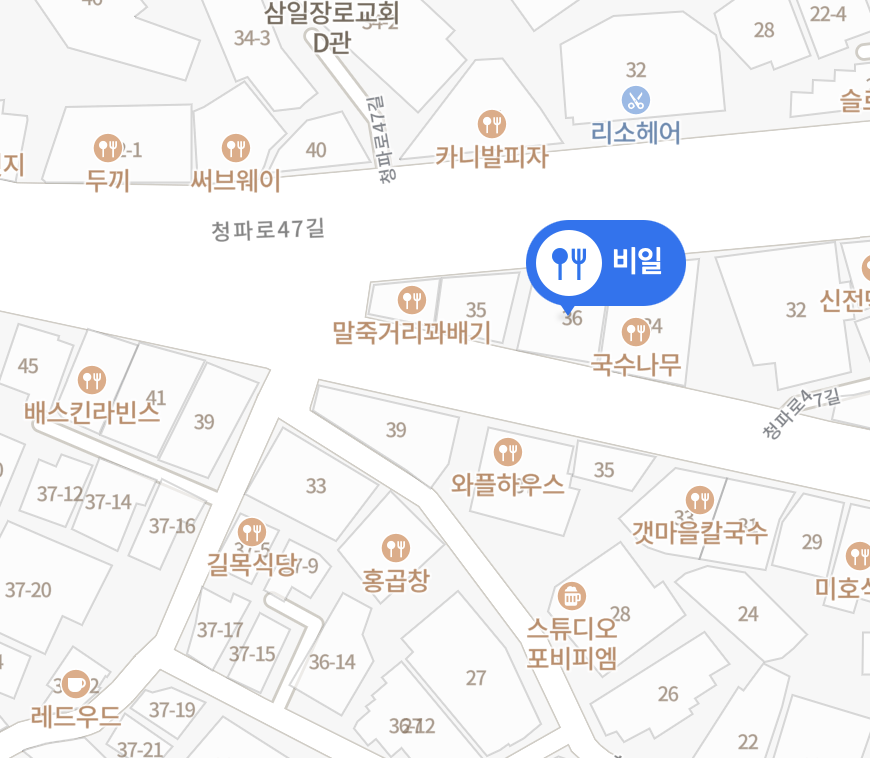 삼일장로교회
D관
34-3
34-2
22-4
28
32
리소헤어
카니발피자
두끼
써브웨이
40
청파로47길
청파로47길
비일
말죽거리꽈배기
35
36
국수나무
32
45
배스킨라빈스
41
39
39
와플하우스
35
33
37-12
37-14
37-16
길목식당
홍곱창
갯마을칼국수
29
37-20
스튜디오
포비피엠
28
24
37-17
37-15
36-14
27
26
레드우드
37-19
37-21
22
청파로47길